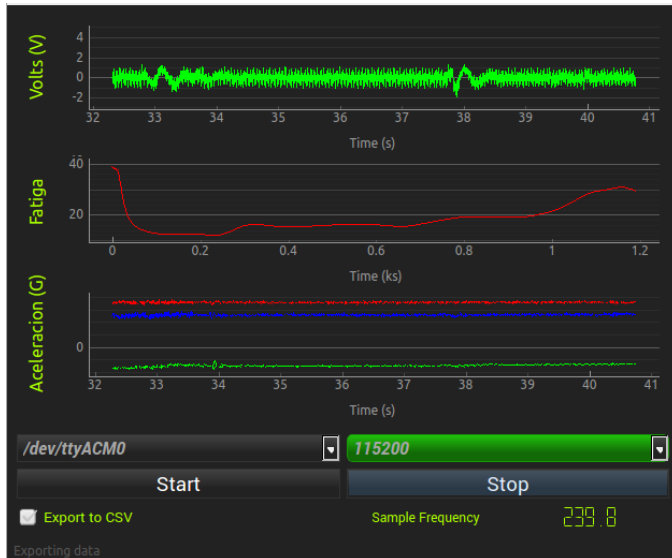 Volts (V)
4
2
0
-2
32 33 34 35 36 37 38 39 40 41
Time (s)
Fatiga
40
20
0 0.2 0.4 0.6 0.8 1 1.2
Time (ks)
Aceleracion (G)
0
32 33 34 35 36 37 38 39 40 41
Time (s)
/dev/ttyACM0 115200
Start Stop
Export to CSV Sample Frequency 239.8
Exporting data